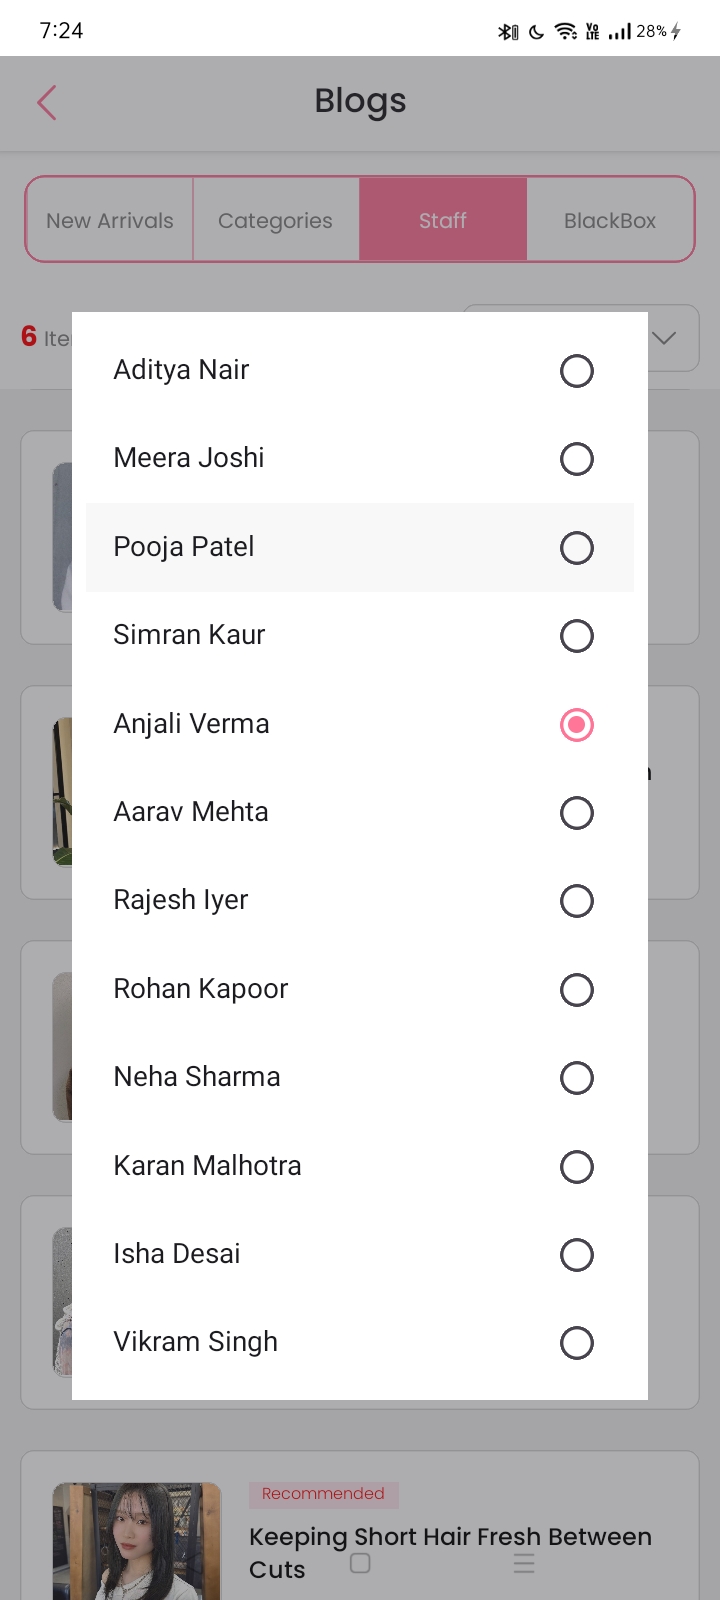 7:24
28%
Blogs
New Arrivals
Categories
Staff
BlackBox
6
Aditya Nair
Meera Joshi
Pooja Patel
Simran Kaur
Anjali Verma
Aarav Mehta
Rajesh Iyer
Rohan Kapoor
Neha Sharma
Karan Malhotra
Isha Desai
Vikram Singh
Recommended
Keeping Short Hair Fresh Between
Cuts